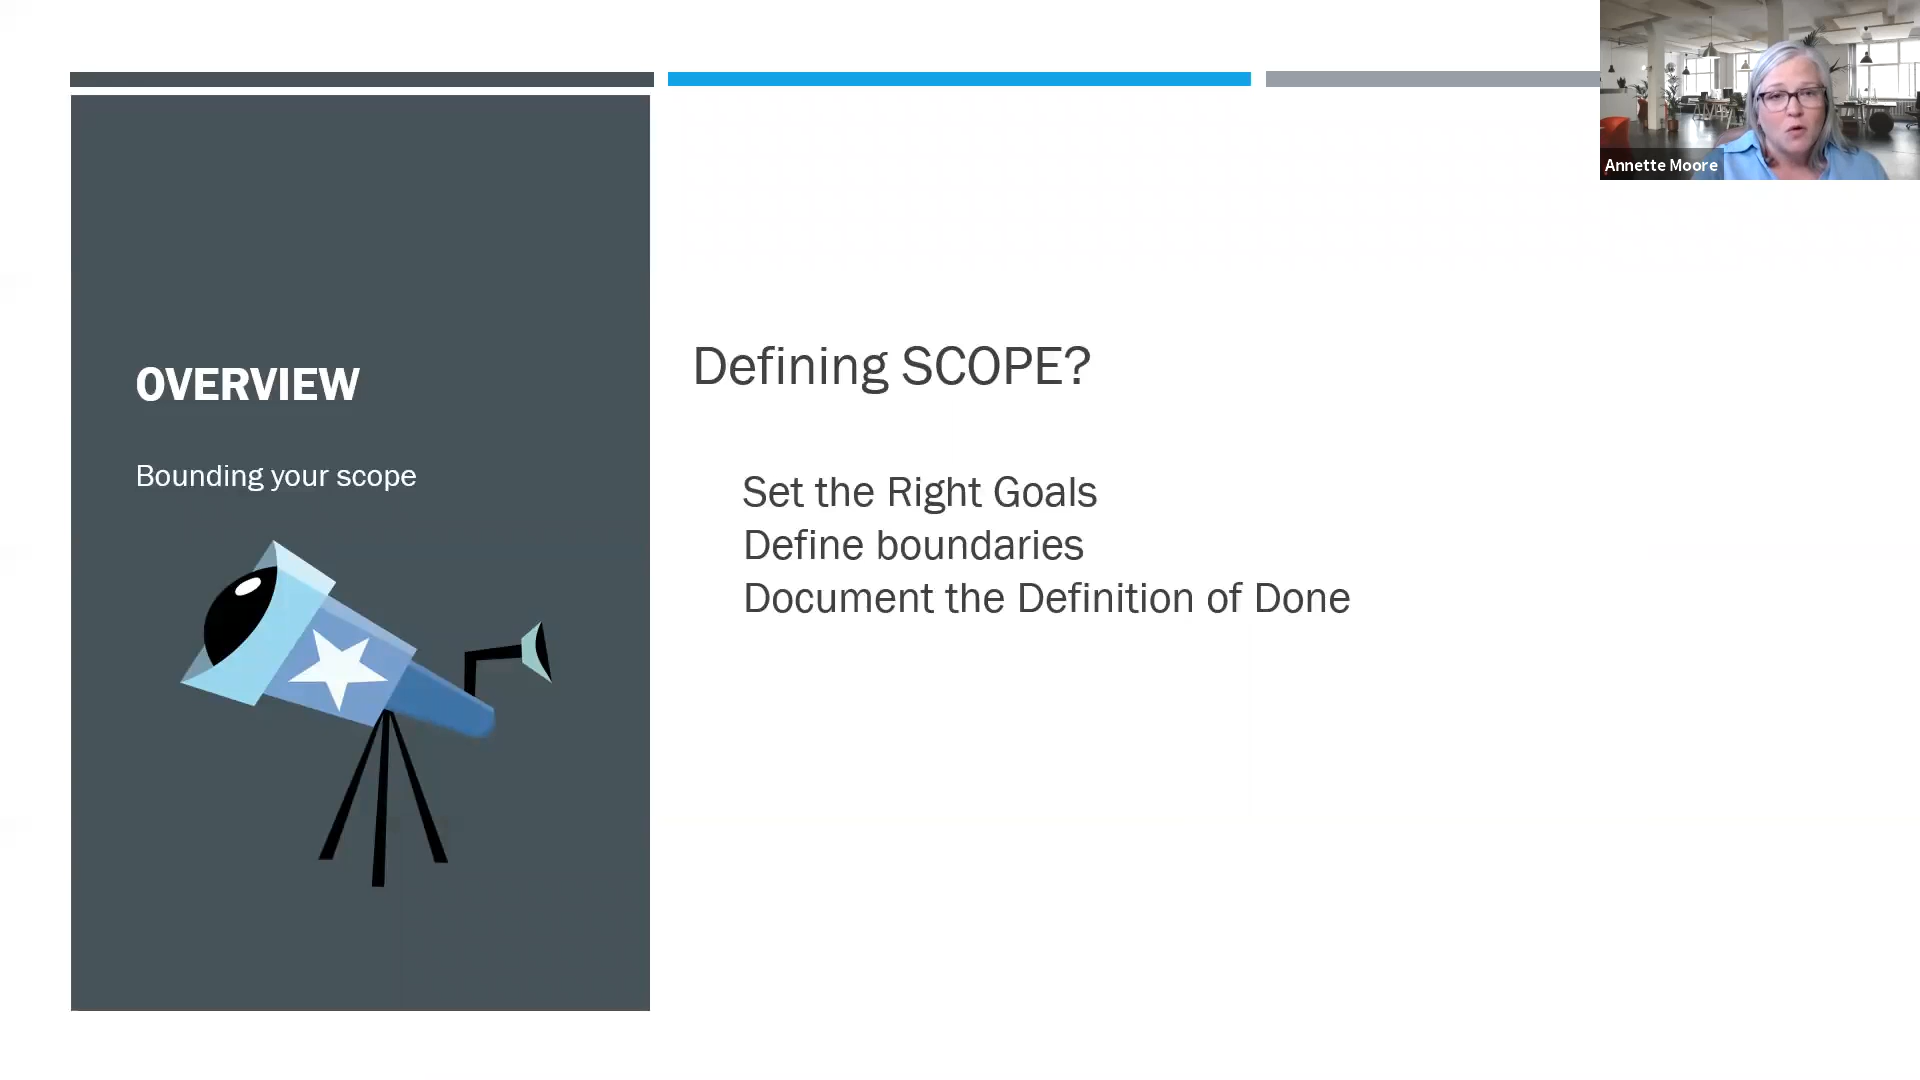 OVERVIEW
Bounding your scope
Defining SCOPE?
Set the Right Goals
Define boundaries
Document the Definition of Done
Annette Moore